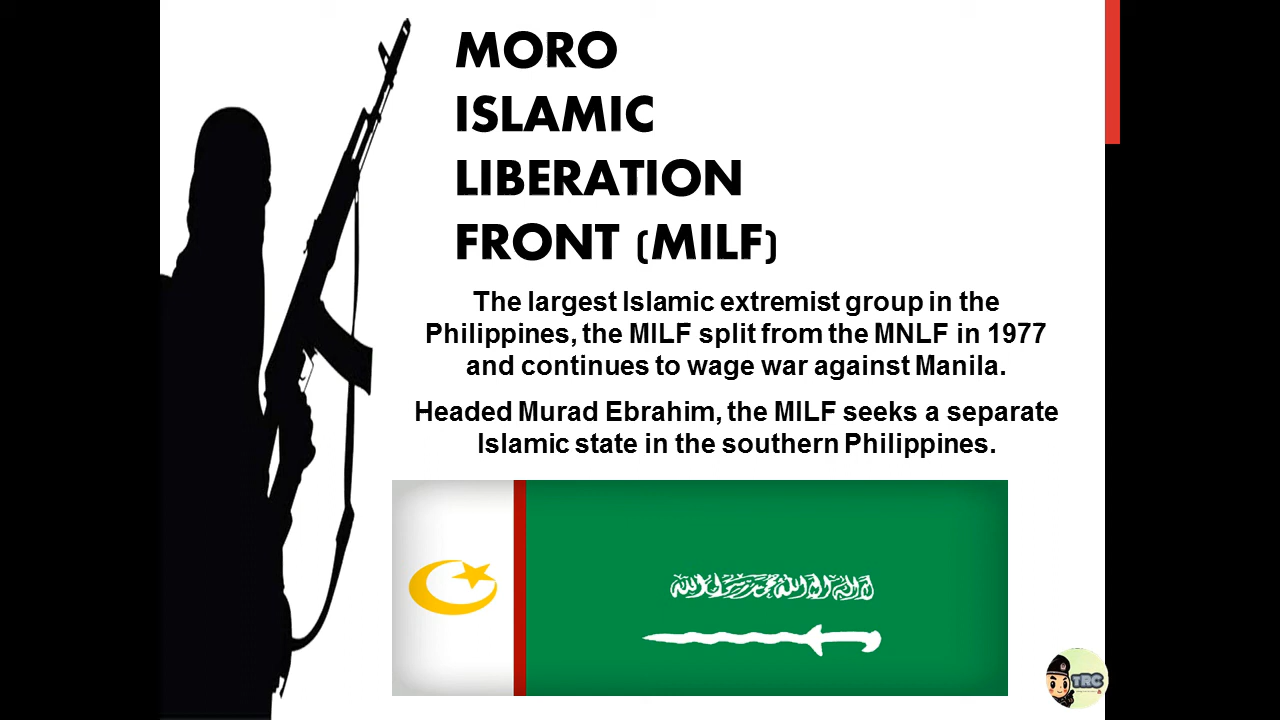 MORO
ISLAMIC
LIBERATION
FRONT (MILF)
The largest Islamic extremist group in the
Philippines, the MILF split from the MNLF in 1977
and continues to wage war against Manila.
Headed Murad Ebrahim, the MILF seeks a separate
Islamic state in the southern Philippines.
TRC